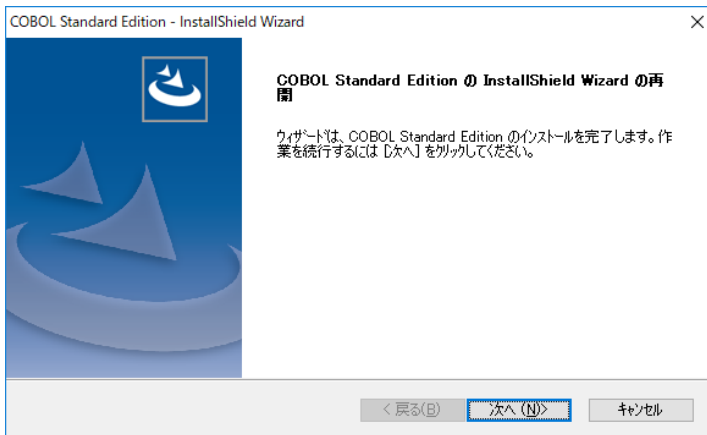 COBOL Standard Edition - InstallShield Wizard
COBOL Standard Edition の InstallShield Wizard の再
開
ウィザードは、COBOL Standard Edition のインストールを完了します。作
業を続行するには [次へ] をクリックしてください。
< 戻る(B) 次へ (N)> キャンセル